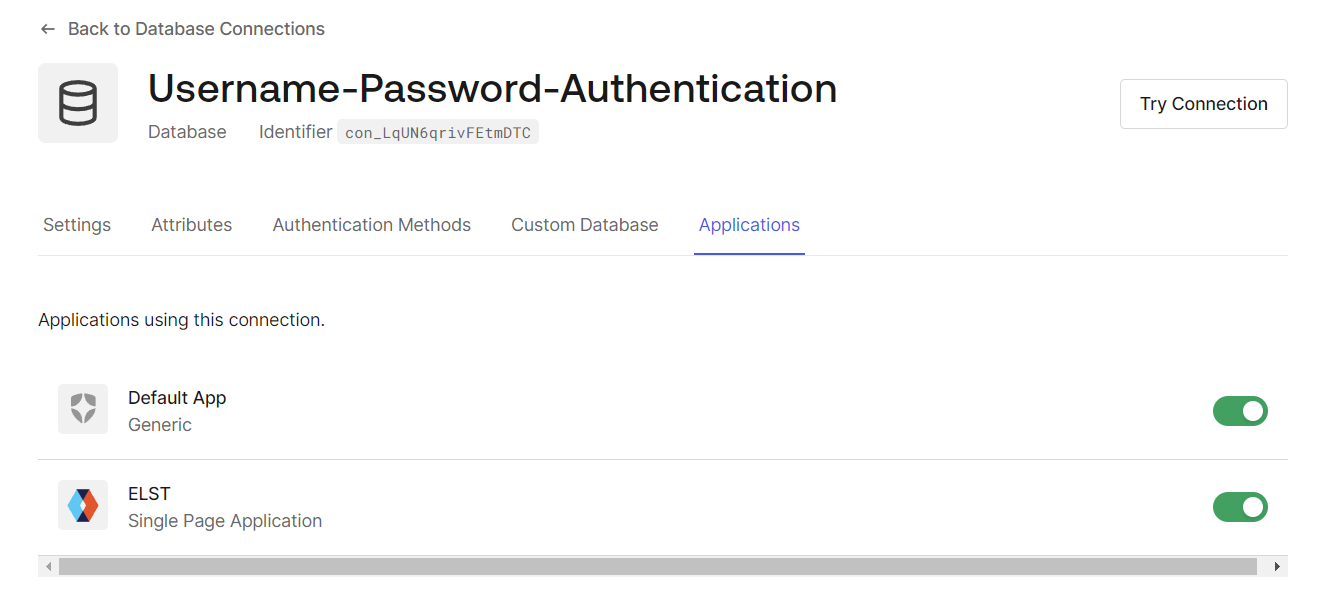 Back to Database Connections
Username-Password-Authentication
Try Connection
Database Identifier con_LqUN6qrivFEtmDTC
Settings Attributes Authentication Methods Custom Database Applications
Applications using this connection.
Default App
Generic
ELST
Single Page Application